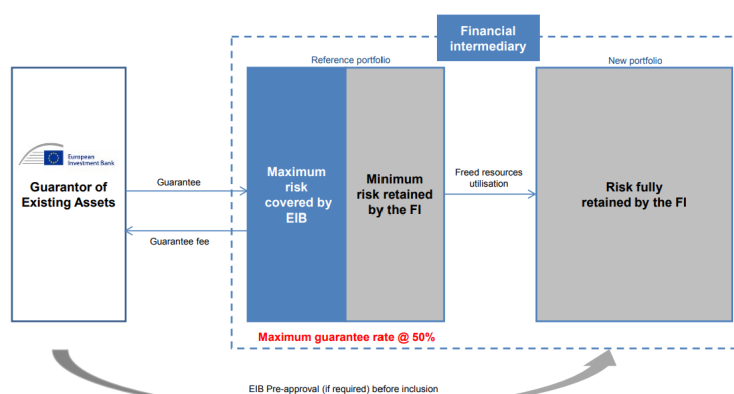 Financial
intermediary
Reference portfolio
New portfolio
European
Investment Bank
Guarantor of
Existing Assets
Guarantee
Guarantee fee
Maximum
risk
covered by
EIB
Minimum
risk retained
by the FI
Freed resources
utilisation
Risk fully
retained by the FI
Maximum guarantee rate @ 50%
EIB Pre-approval (if required) before inclusion